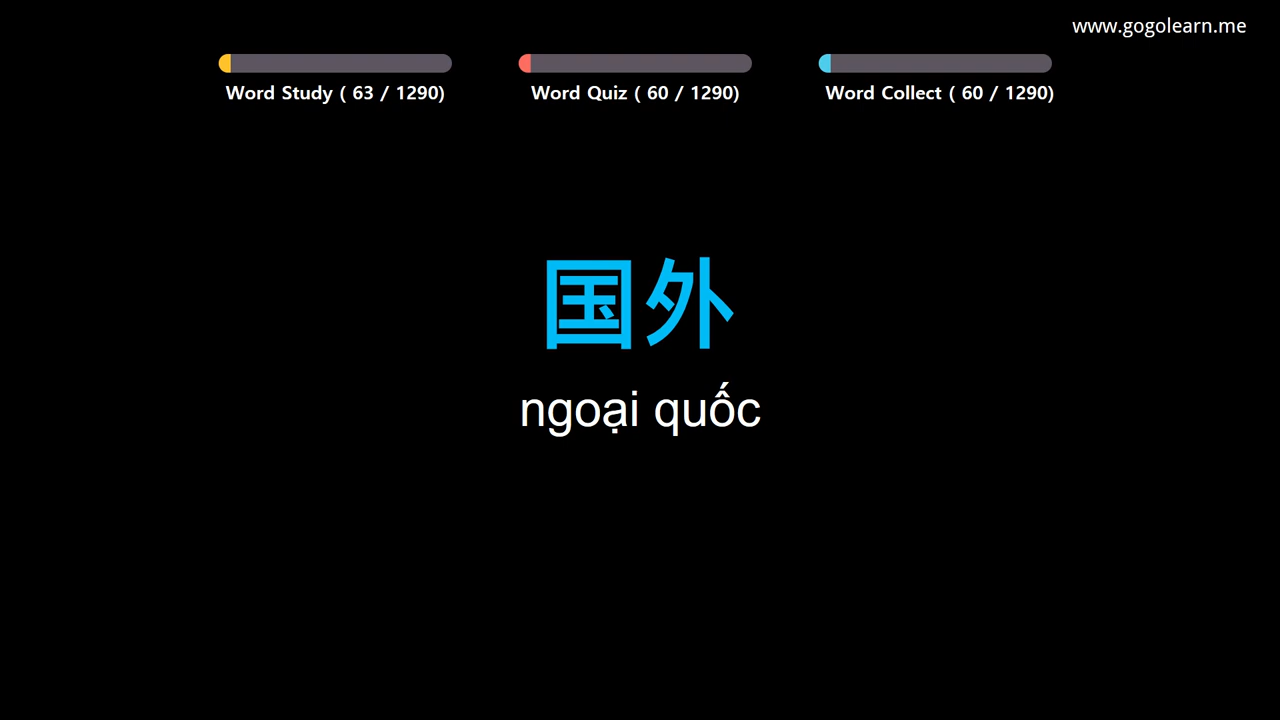 www.gogolearn.me
Word Study ( 63 / 1290)
Word Quiz ( 60 / 1290)
Word Collect ( 60 / 1290)
国外
ngoại quốc